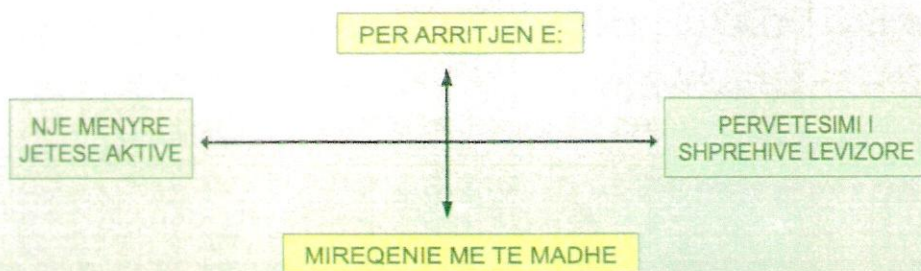 PER ARRITJEN E:
NJE MENYRE
JETESE AKTIVE
PERVETESIMI I
SHPREHIVE LEVIZORE
MIREQENIE ME TE MADHE